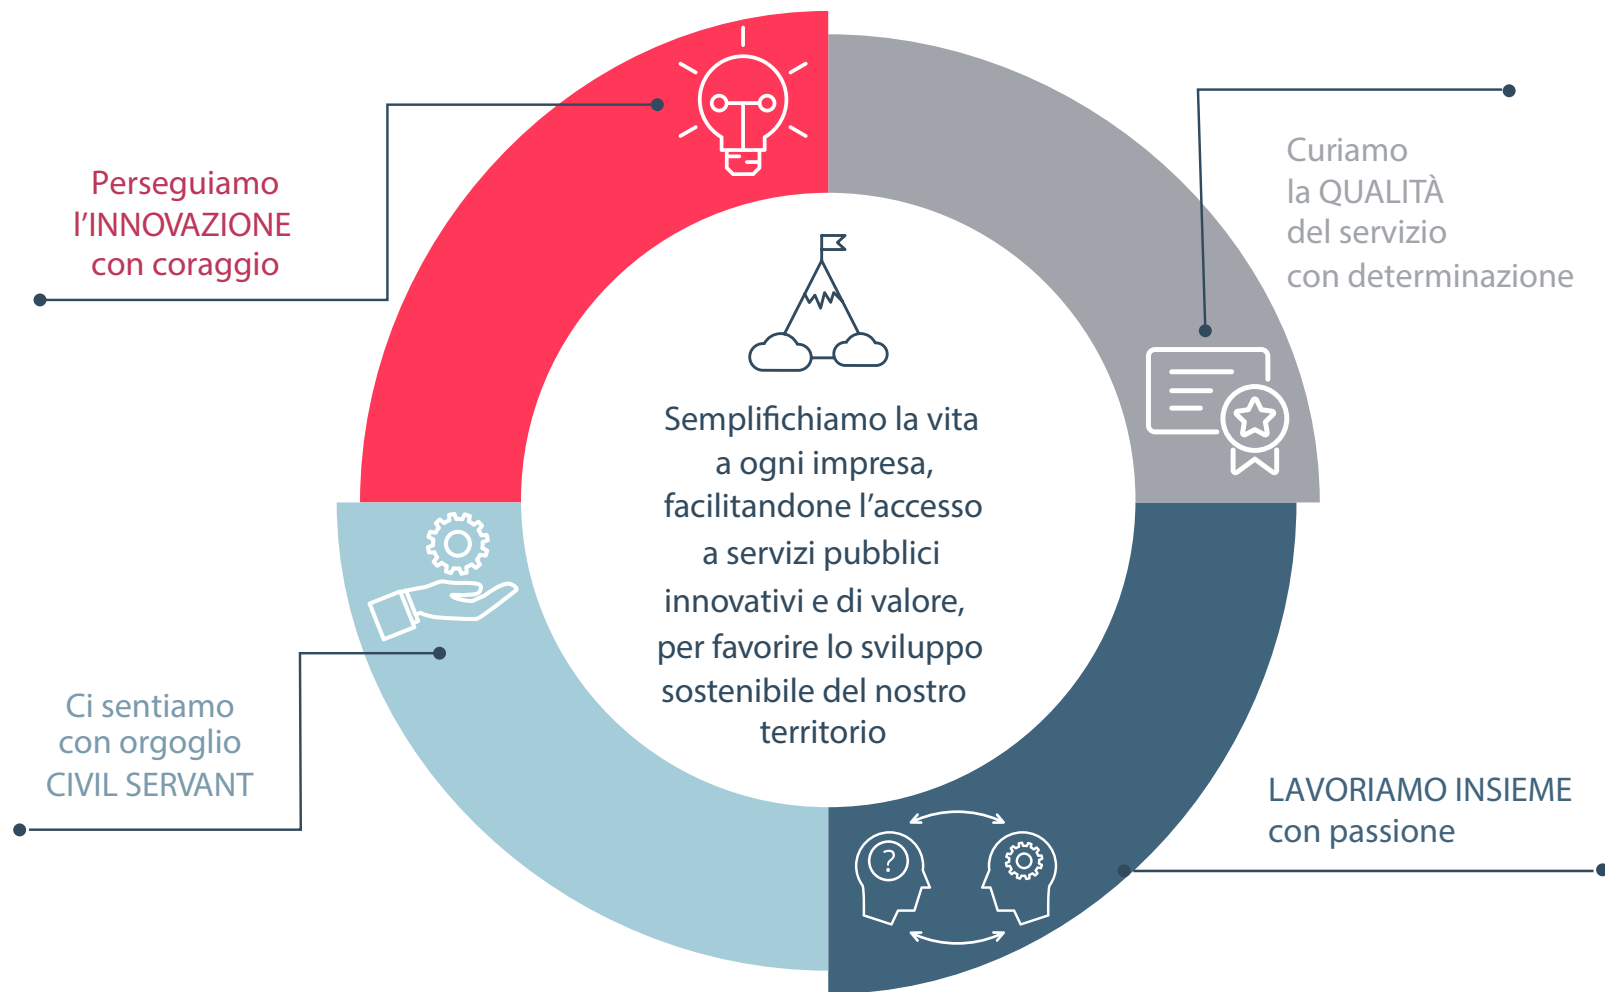 Perseguiamo
l’INNOVAZIONE
con coraggio
Curiamo
la QUALITÀ
del servizio
con determinazione
Semplifichiamo la vita
a ogni impresa,
facilitandone l’accesso
a servizi pubblici
innovativi e di valore,
per favorire lo sviluppo
sostenibile del nostro
territorio
Ci sentiamo
con orgoglio
CIVIL SERVANT
LAVORIAMO INSIEME
con passione
?